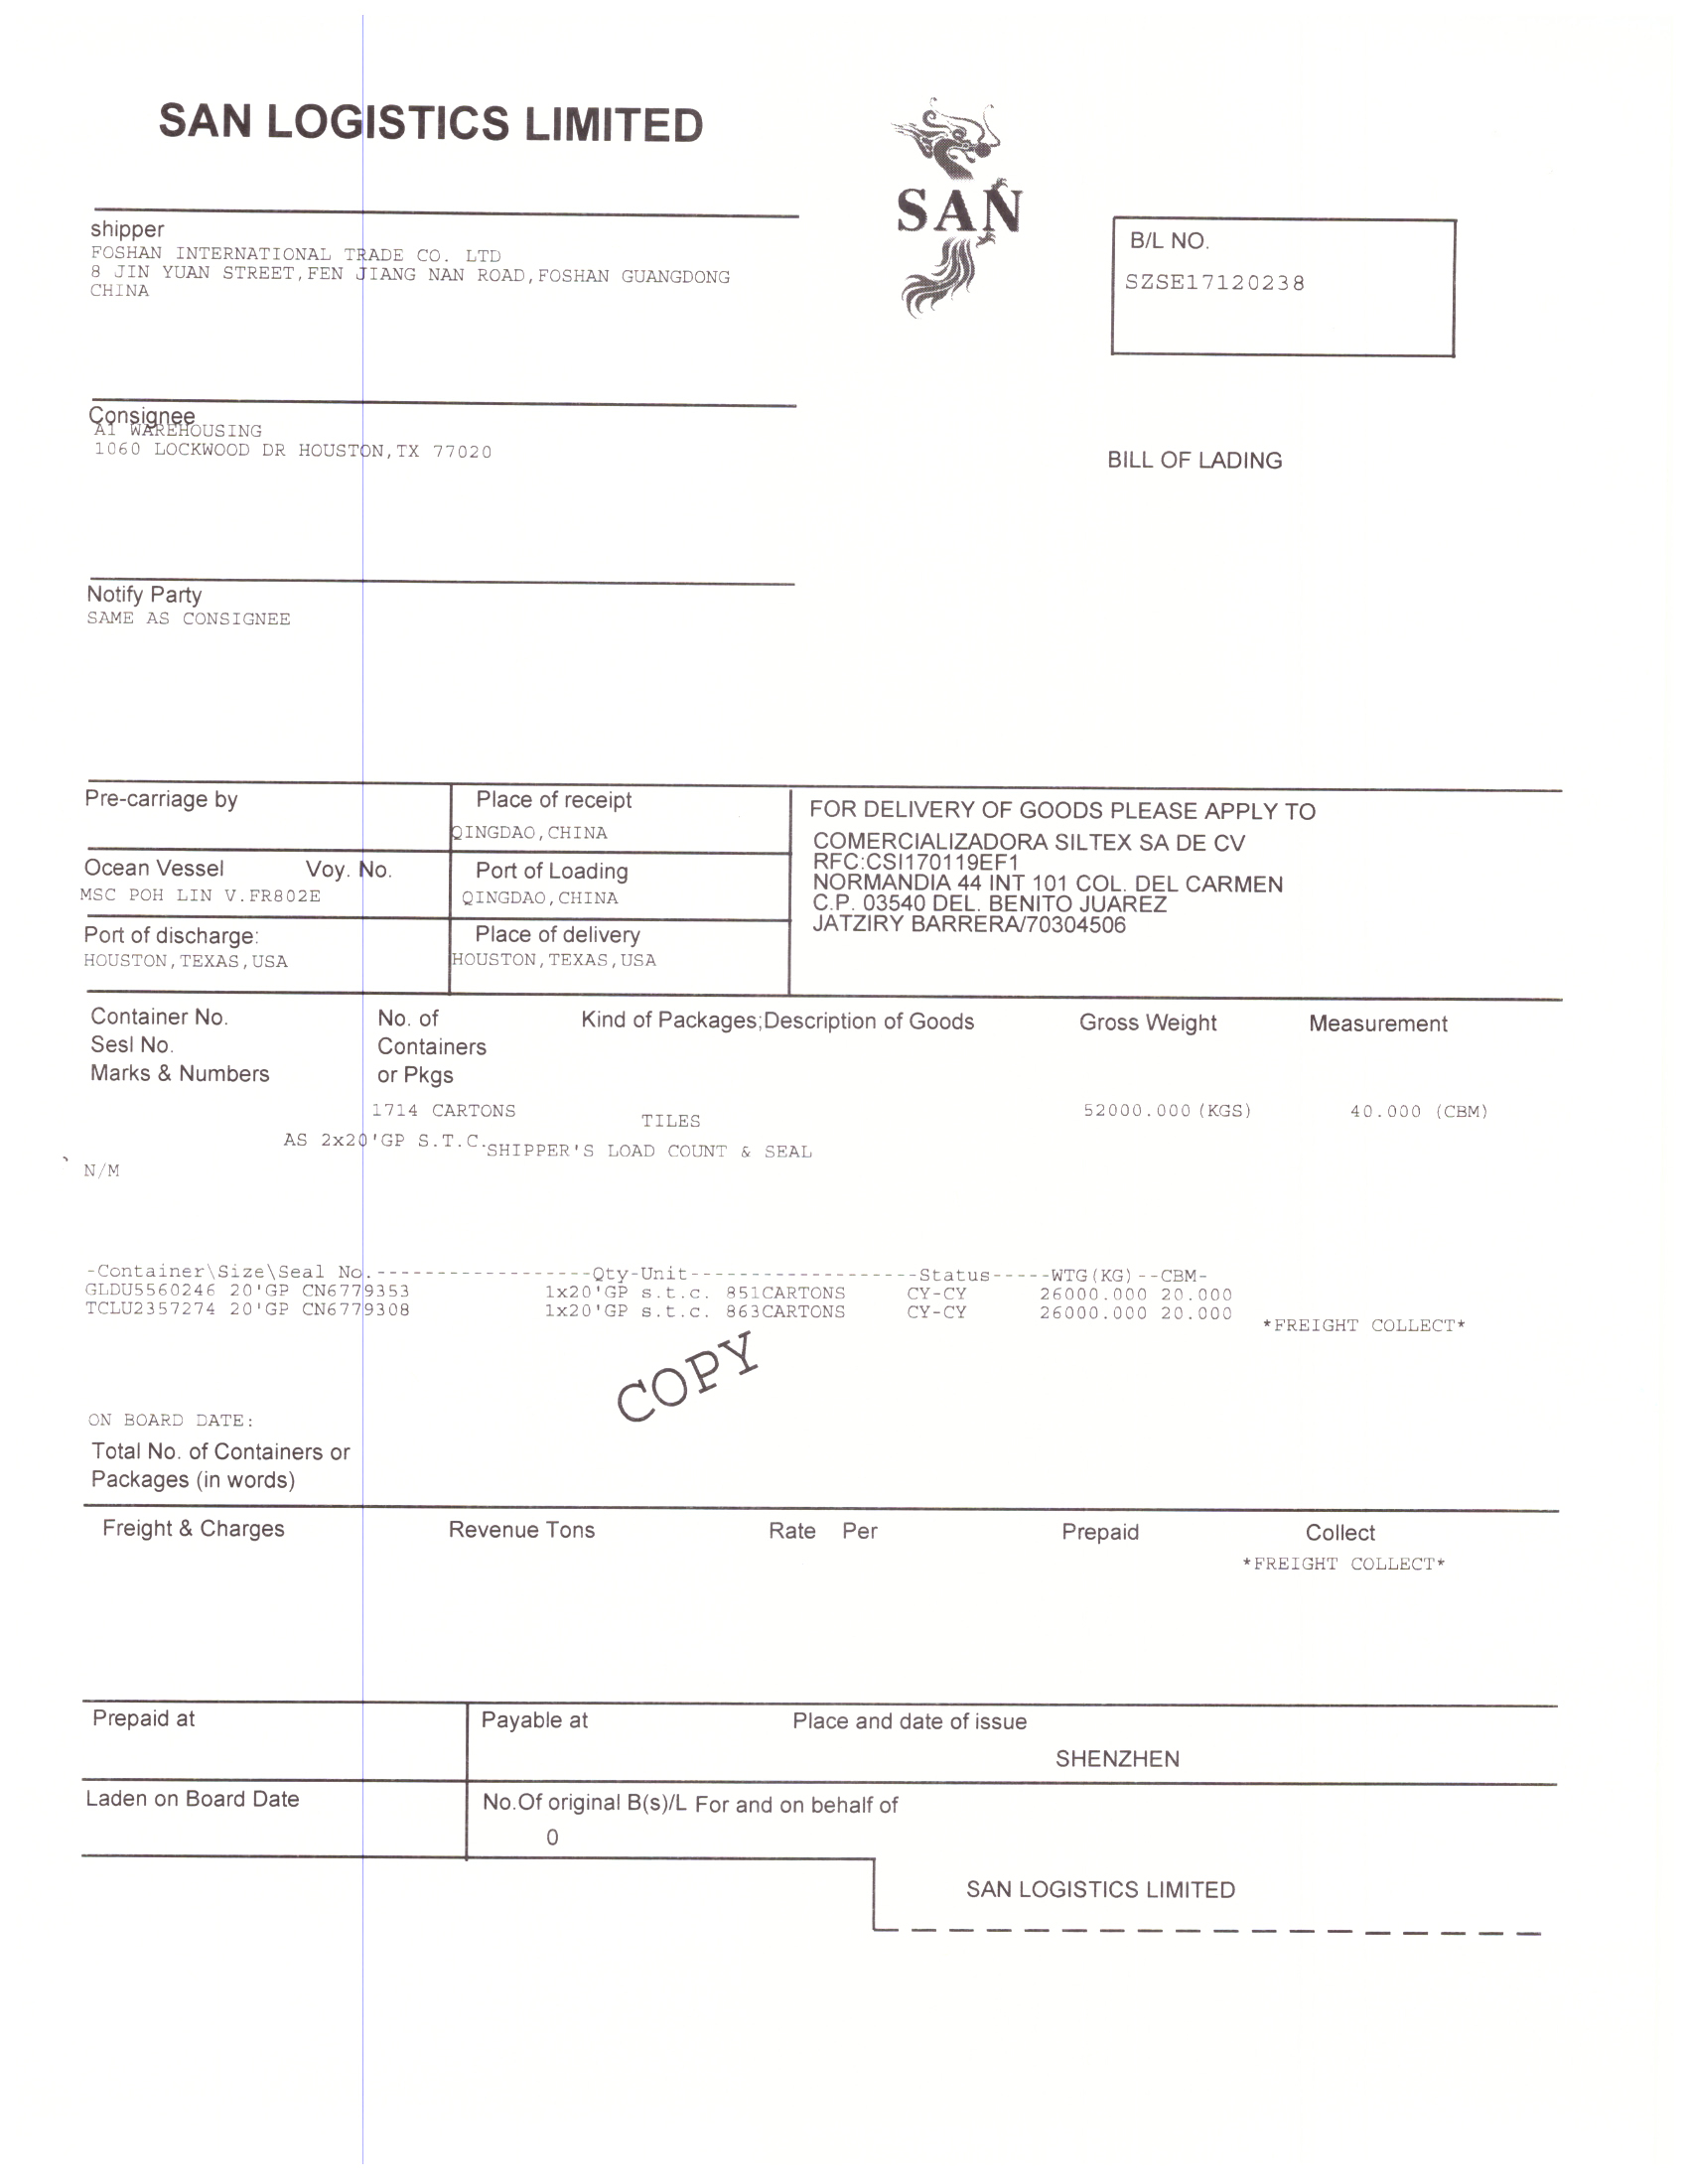 SAN LOGISTICS LIMITED
SAN
shipper
FOSHAN INTERNATIONAL TRADE CO. LTD
8 JIN YUAN STREET,FEN JIANG NAN ROAD,FOSHAN GUANGDONG
CHINA
B/L NO.
SZSE17120238
Consignee
A1 WAREHOUSING
1060 LOCKWOOD DR HOUSTON,TX 77020
BILL OF LADING
Notify Party
SAME AS CONSIGNEE
Pre-carriage by
Place of receipt
QINGDAO,CHINA
Ocean Vessel Voy. No.
MSC POH LIN V.FR802E
Port of Loading
QINGDAO,CHINA
Port of discharge:
HOUSTON,TEXAS,USA
Place of delivery
HOUSTON,TEXAS,USA
FOR DELIVERY OF GOODS PLEASE APPLY TO
COMERCIALIZADORA SILTEX SA DE CV
RFC:CSI170119EF1
NORMANDIA 44 INT 101 COL. DEL CARMEN
C.P. 03540 DEL. BENITO JUAREZ
JATZIRY BARRERA/70304506
Container No. No. of Kind of Packages;Description of Goods Gross Weight Measurement
Sesl No. Containers
Marks & Numbers or Pkgs
1714 CARTONS TILES 52000.000(KGS) 40.000 (CBM)
AS 2x20'GP S.T.C. SHIPPER'S LOAD COUNT & SEAL
N/M
-Container\Size\Seal No.------------------Qty-Unit-------------------Status-----WTG(KG)--CBM-
GLDU5560246 20'GP CN6779353 1x20'GP s.t.c. 851CARTONS CY-CY 26000.000 20.000
TCLU2357274 20'GP CN6779308 1x20'GP s.t.c. 863CARTONS CY-CY 26000.000 20.000
*FREIGHT COLLECT*
COPY
ON BOARD DATE:
Total No. of Containers or
Packages (in words)
Freight & Charges Revenue Tons Rate Per Prepaid Collect
*FREIGHT COLLECT*
Prepaid at Payable at Place and date of issue
SHENZHEN
Laden on Board Date No.Of original B(s)/L For and on behalf of
0
SAN LOGISTICS LIMITED